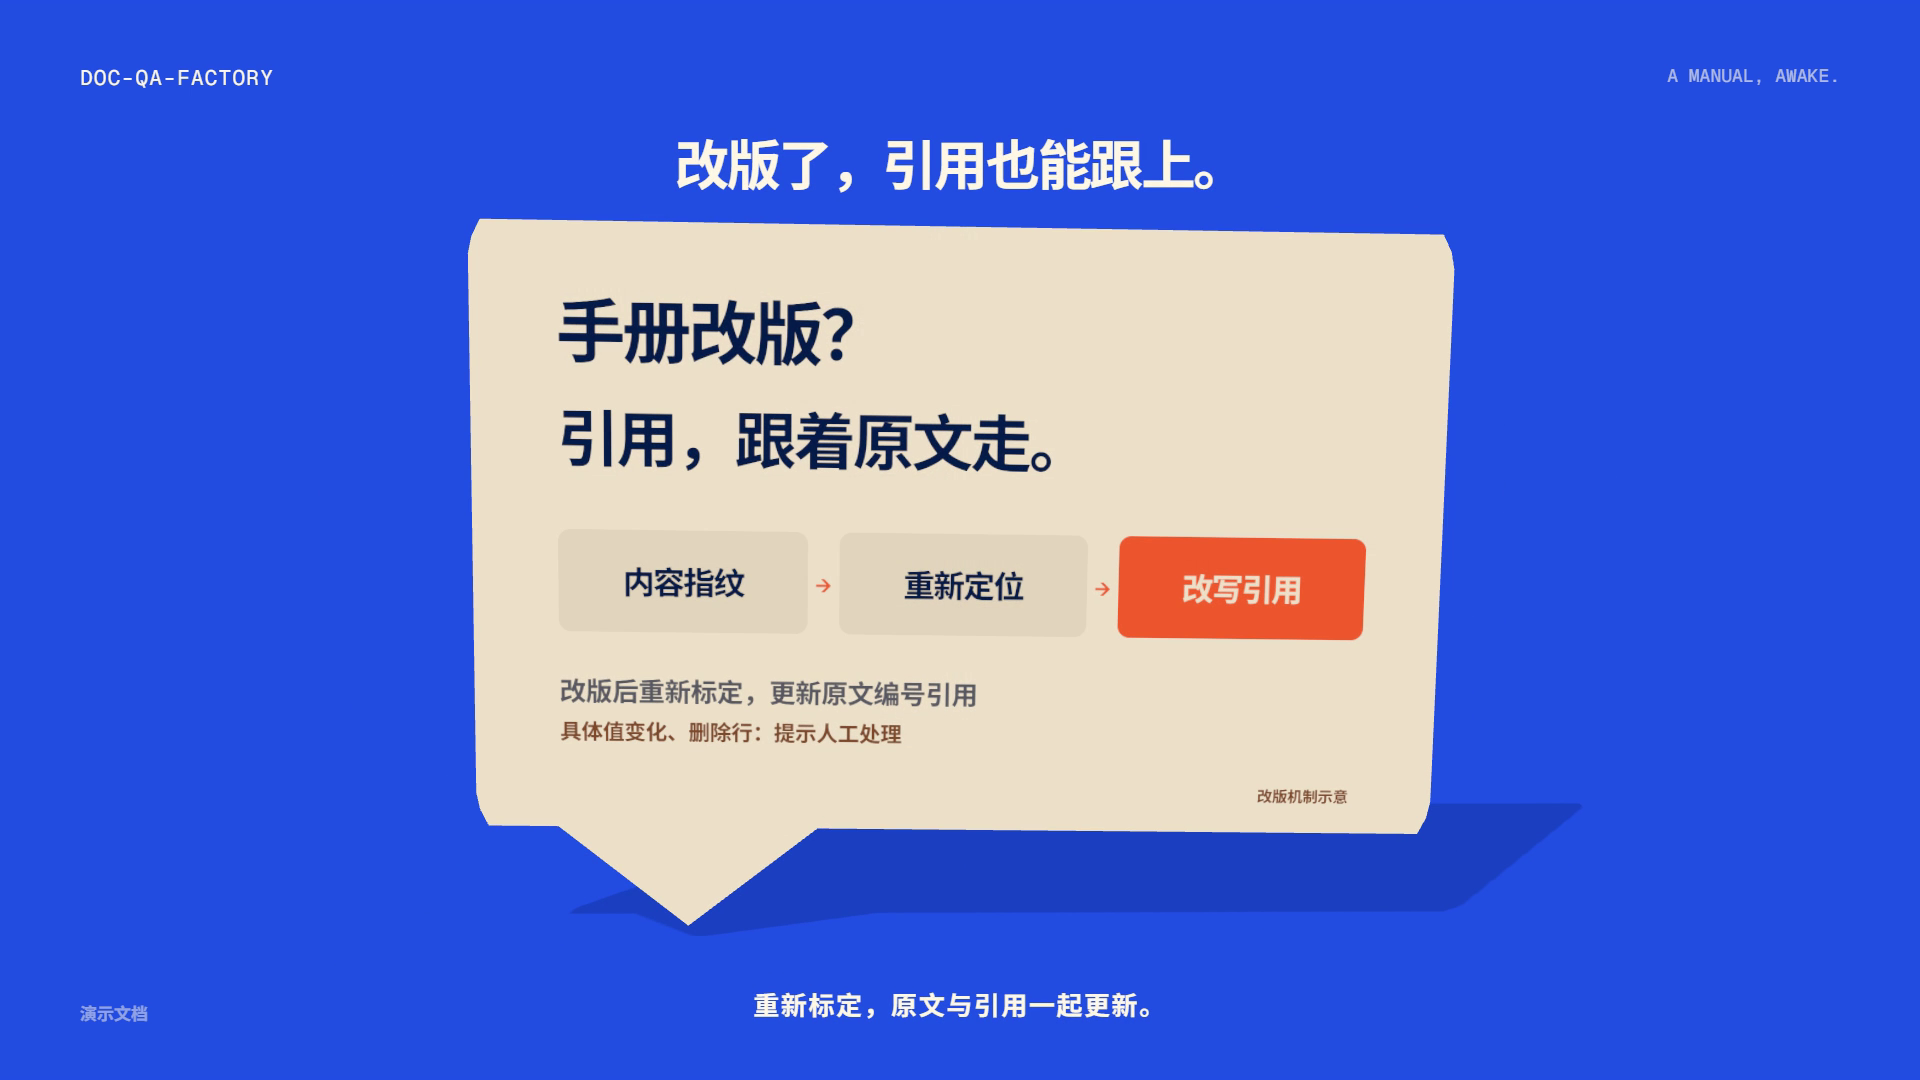 DOC-QA-FACTORY
A MANUAL, AWAKE.
改版了，引用也能跟上。
手册改版？
引用，跟着原文走。
内容指纹 → 重新定位 → 改写引用
改版后重新标定，更新原文编号引用
具体值变化、删除行：提示人工处理
改版机制示意
重新标定，原文与引用一起更新。
演示文档